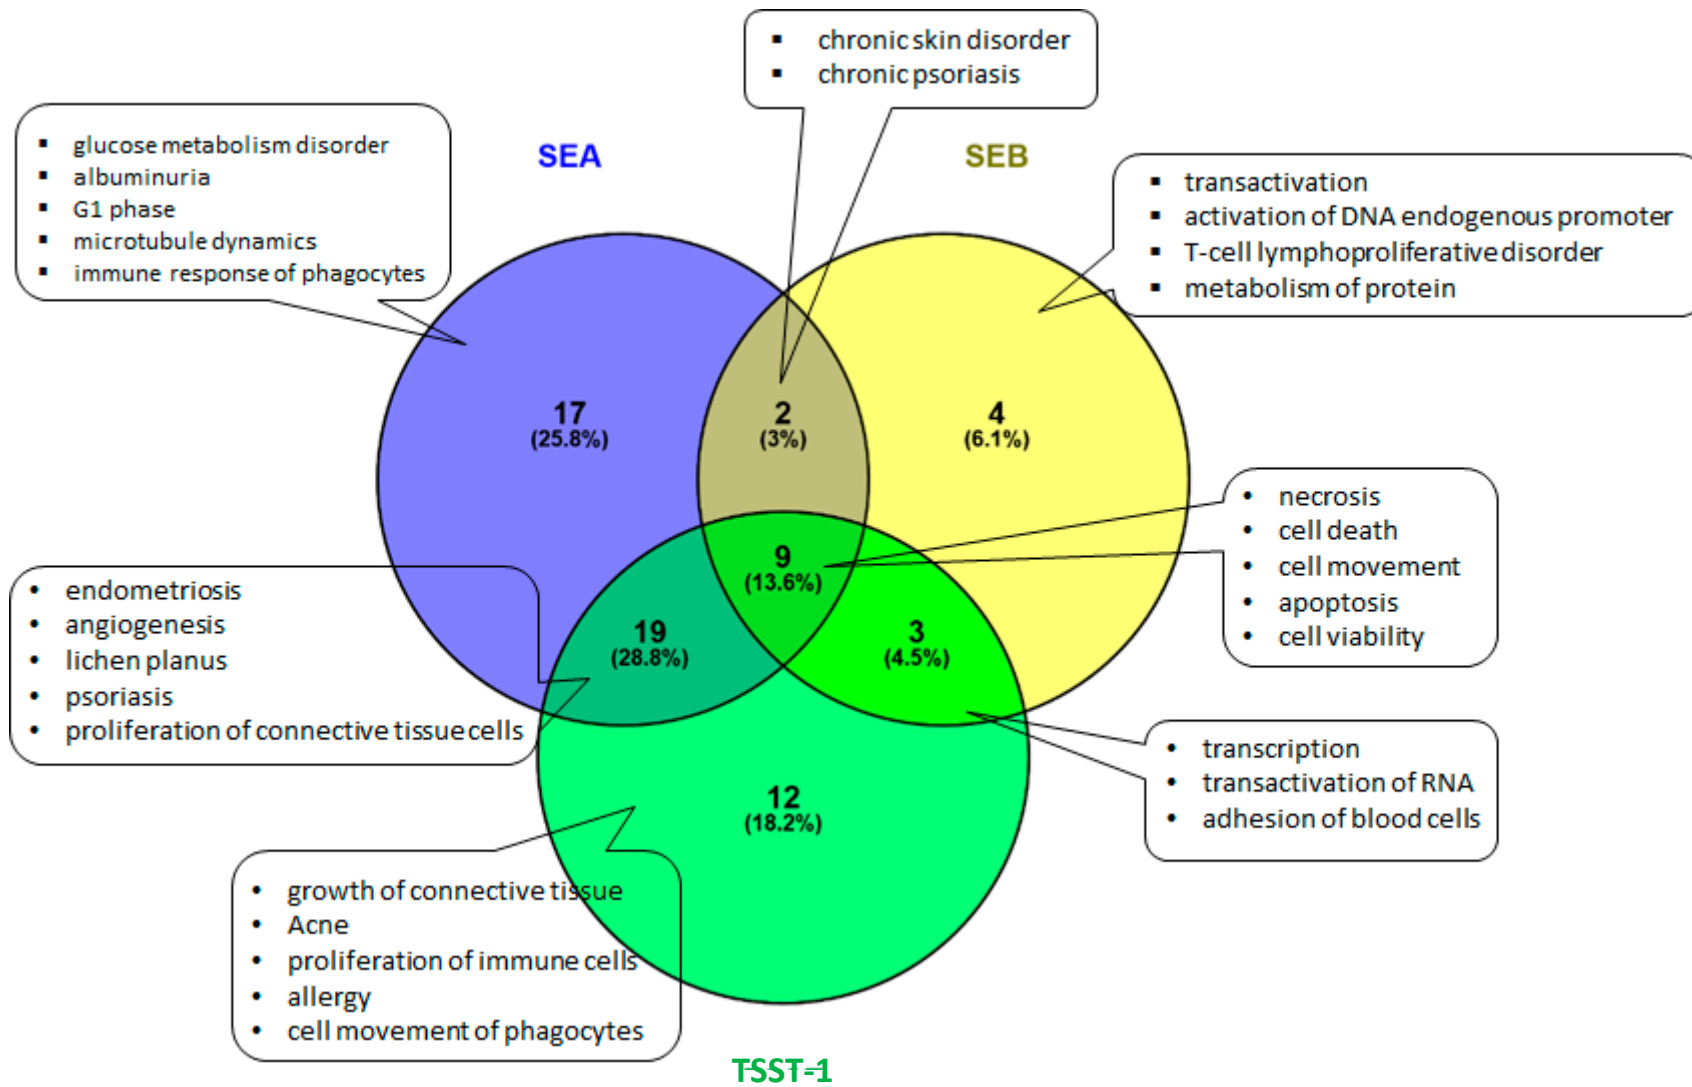 ▪ chronic skin disorder
▪ chronic psoriasis
▪ glucose metabolism disorder
▪ albuminuria
▪ G1 phase
▪ microtubule dynamics
▪ immune response of phagocytes
SEA
SEB
▪ transactivation
▪ activation of DNA endogenous promoter
▪ T-cell lymphoproliferative disorder
▪ metabolism of protein
17
(25.8%)
2
(3%)
4
(6.1%)
• necrosis
• cell death
• cell movement
• apoptosis
• cell viability
9
(13.6%)
• endometriosis
• angiogenesis
• lichen planus
• psoriasis
• proliferation of connective tissue cells
19
(28.8%)
3
(4.5%)
• transcription
• transactivation of RNA
• adhesion of blood cells
12
(18.2%)
• growth of connective tissue
• Acne
• proliferation of immune cells
• allergy
• cell movement of phagocytes
TSST-1